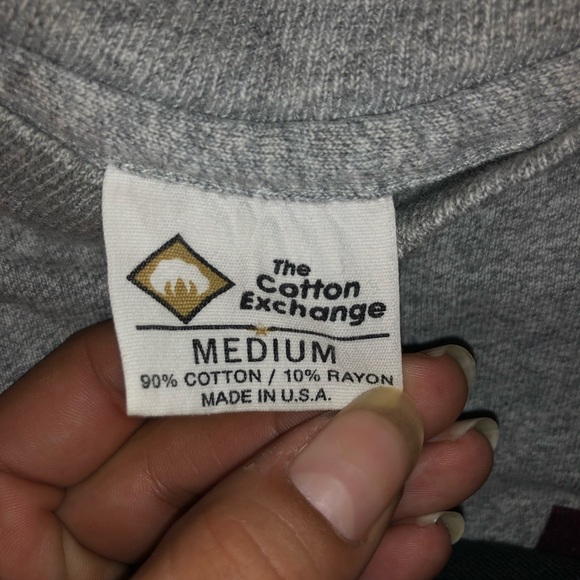 The
Cotton
Exchange
MEDIUM
90% COTTON / 10% RAYON
MADE IN U.S.A.